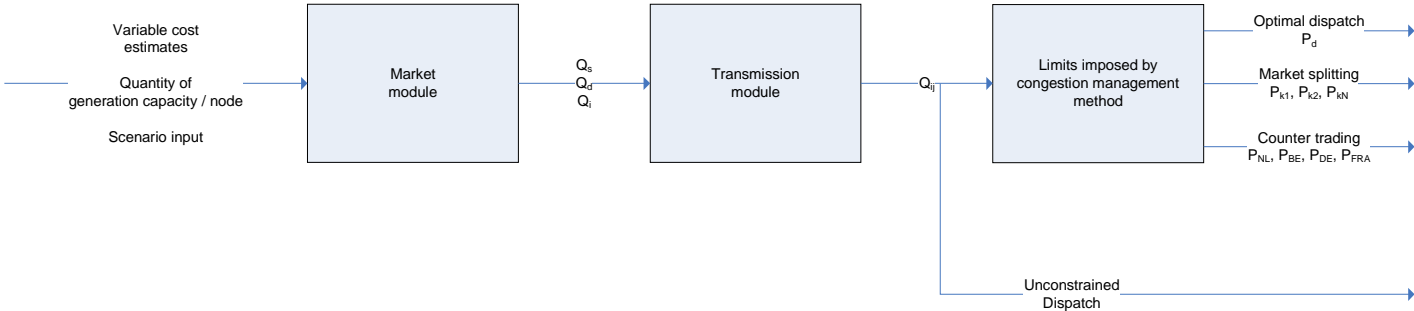 Variable cost
estimates
Quantity of
generation capacity / node
Scenario input
Market
module
Qs
Qd
Qi
Transmission
module
Qij
Limits imposed by
congestion management
method
Optimal dispatch
Pd
Market splitting
Pk1, Pk2, PkN
Counter trading
PNL, PBE, PDE, PFRA
Unconstrained
Dispatch